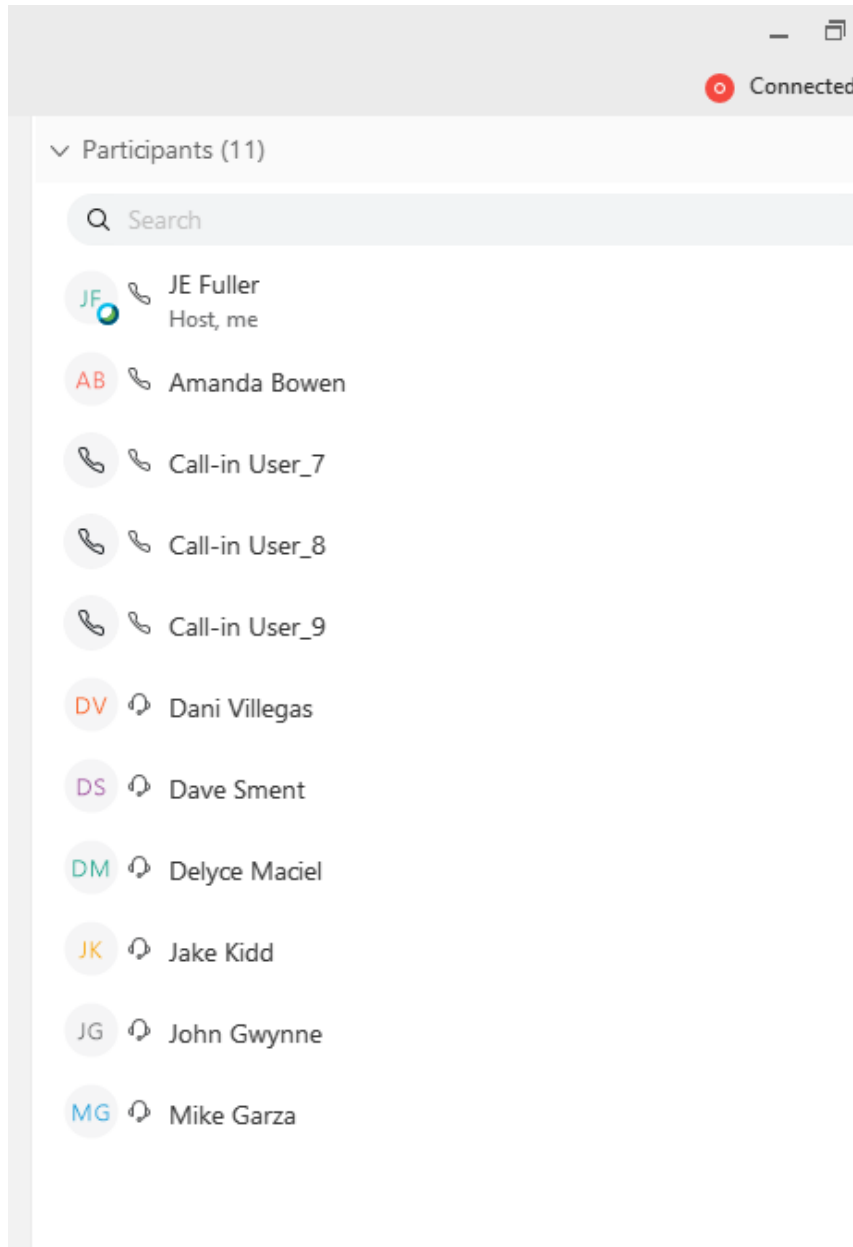 Connected
Participants (11)
Search
JF JE Fuller
Host, me
AB Amanda Bowen
Call-in User_7
Call-in User_8
Call-in User_9
DV Dani Villegas
DS Dave Sment
DM Delyce Maciel
JK Jake Kidd
JG John Gwynne
MG Mike Garza